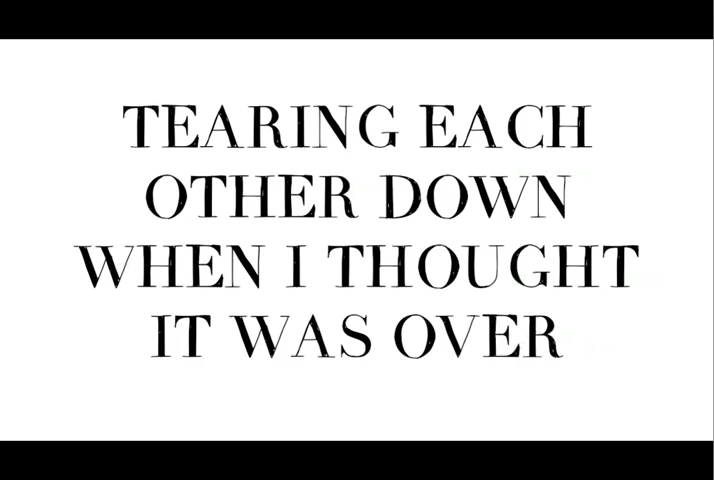 TEARING EACH
OTHER DOWN
WHEN I THOUGHT
IT WAS OVER